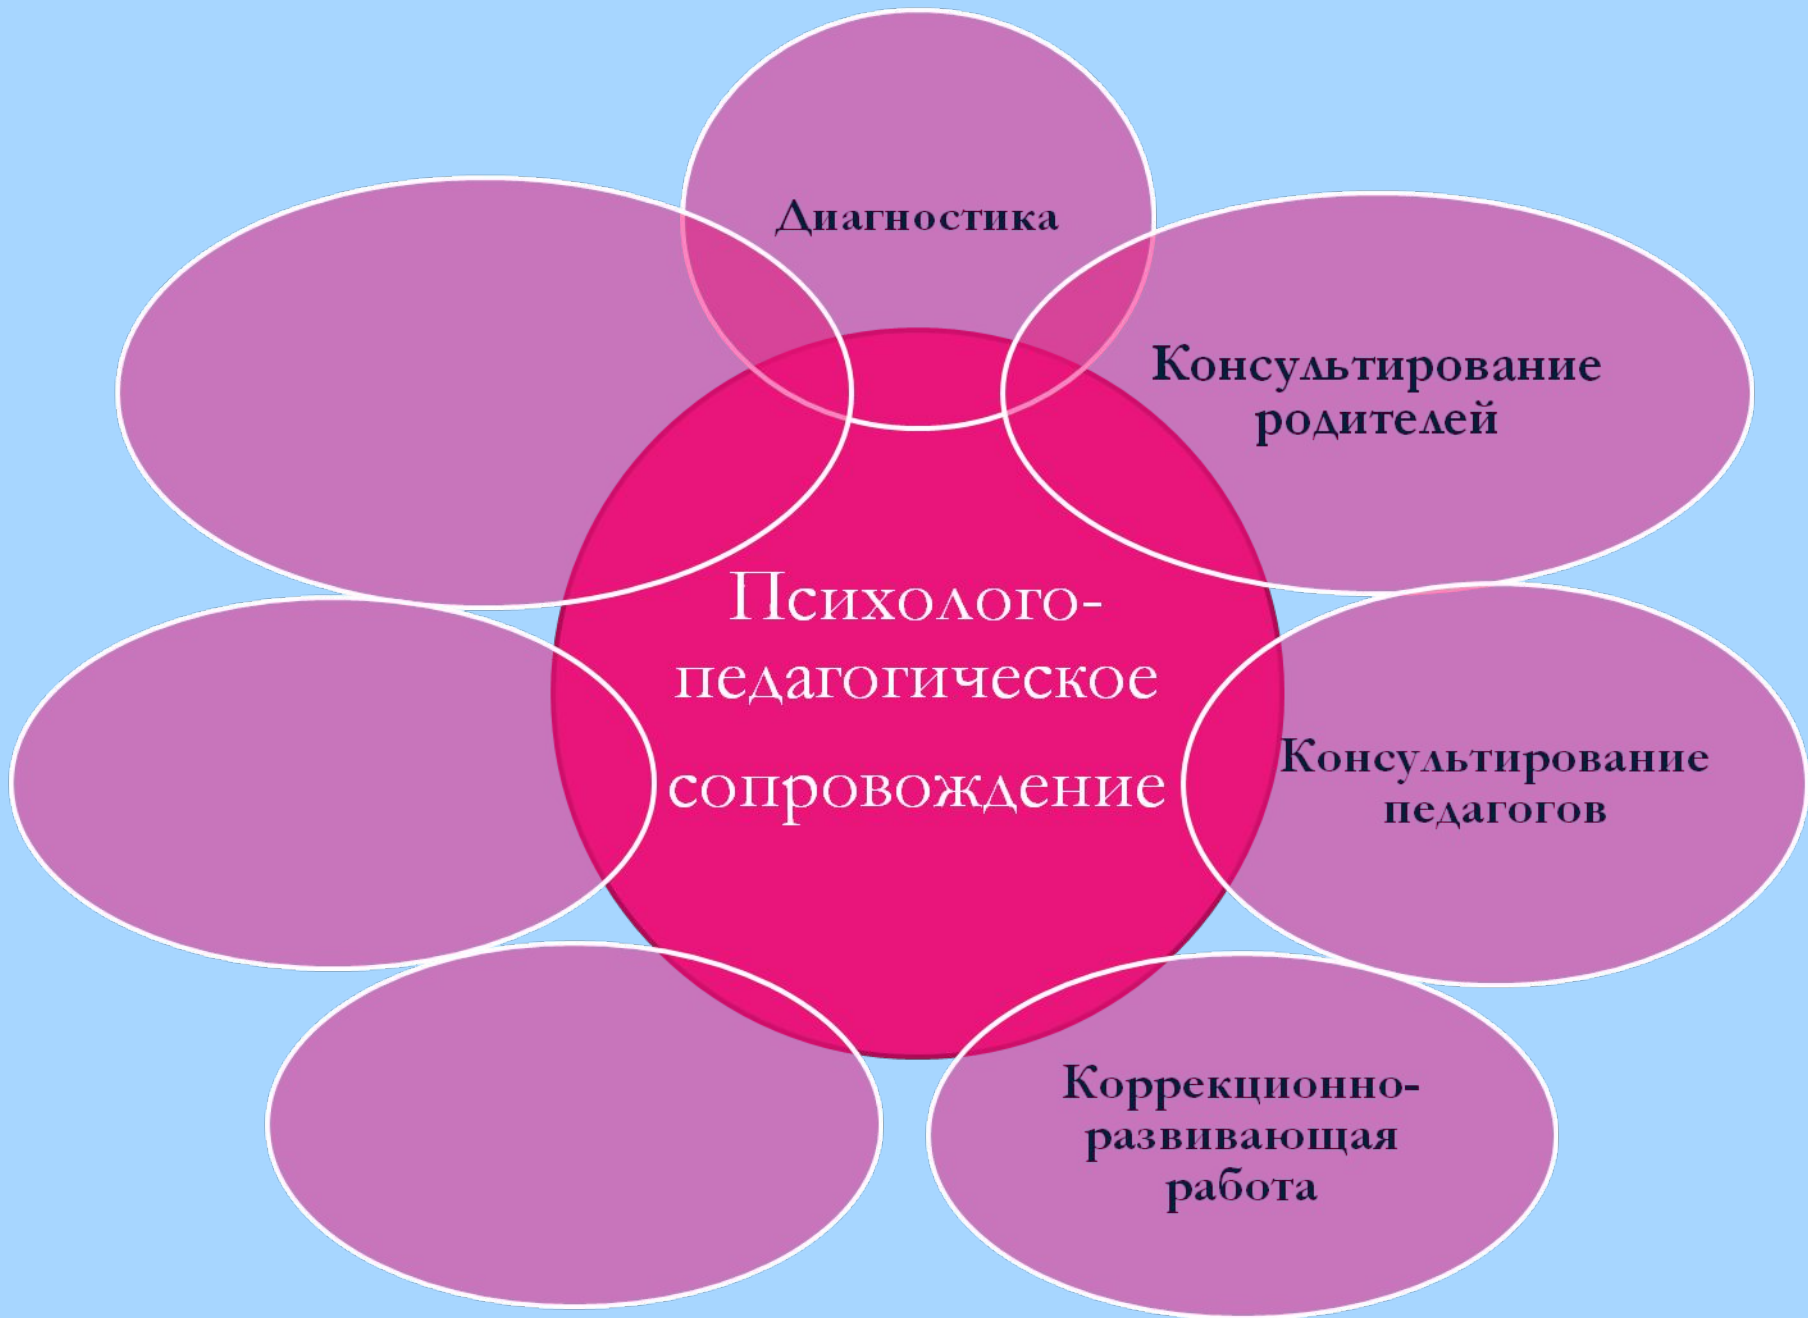 Диагностика
Консультирование
родителей
Психолого-
педагогическое
сопровождение
Консультирование
педагогов
Коррекционно-
развивающая
работа